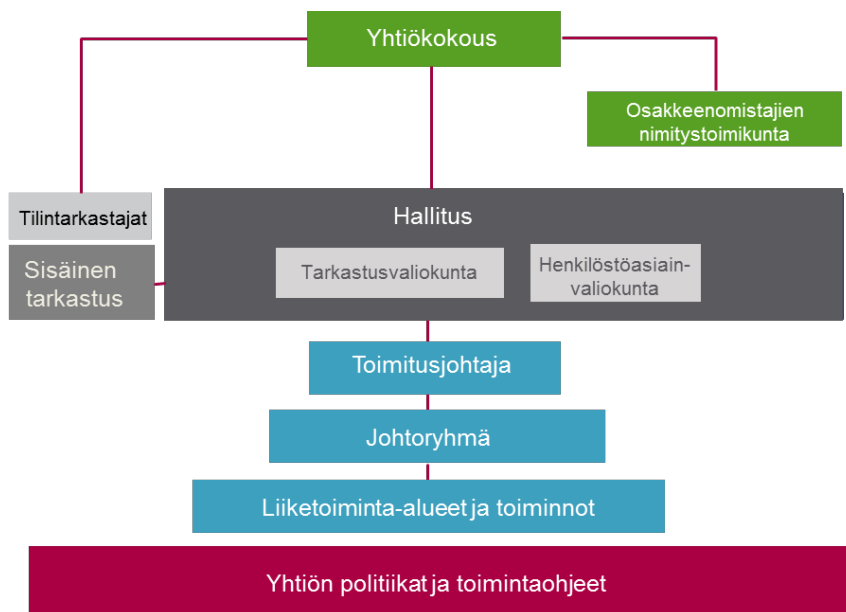 Yhtiökokous
Osakkeenomistajien
nimitystoimikunta
Tilintarkastajat
Hallitus
Sisäinen
tarkastus
Tarkastusvaliokunta
Henkilöstöasiain-
valiokunta
Toimitusjohtaja
Johtoryhmä
Liiketoiminta-alueet ja toiminnot
Yhtiön politiikat ja toimintaohjeet